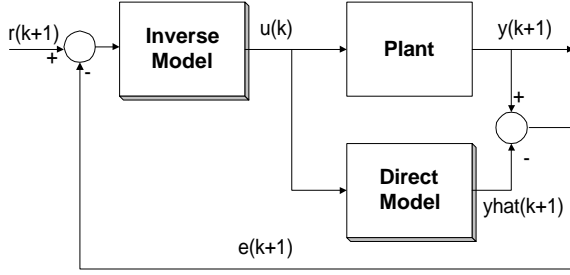 r(k+1)
+
-
Inverse
Model
u(k)
Plant
y(k+1)
+
-
Direct
Model
yhat(k+1)
e(k+1)